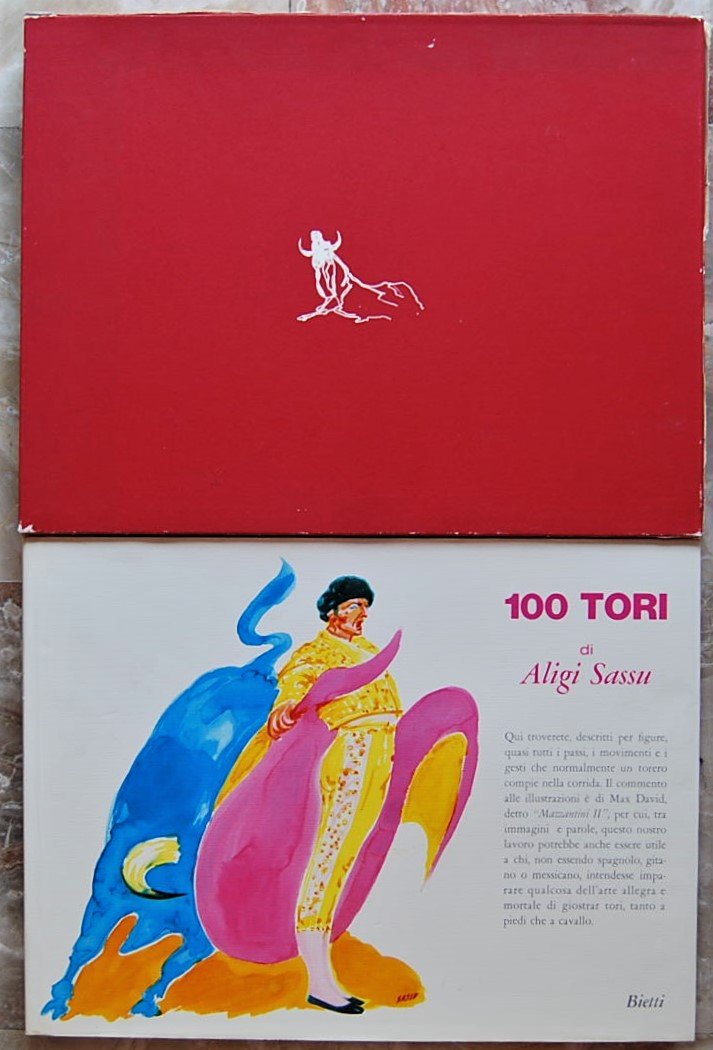 100 TORI
di
Aligi Sassu
Qui troverete, descritti per figure,
quasi tutti i passi, i movimenti e i
gesti che normalmente un torero
compie nella corrida. Il commento
alle illustrazioni è di Max David,
detto "Mazzantini II", per cui, tra
immagini e parole, questo nostro
lavoro potrebbe anche essere utile
a chi, non essendo spagnolo, gita-
no o messicano, intendesse impa-
rare qualcosa dell'arte allegra e
mortale di giostrar tori, tanto a
piedi che a cavallo.
SASSU
Bietti